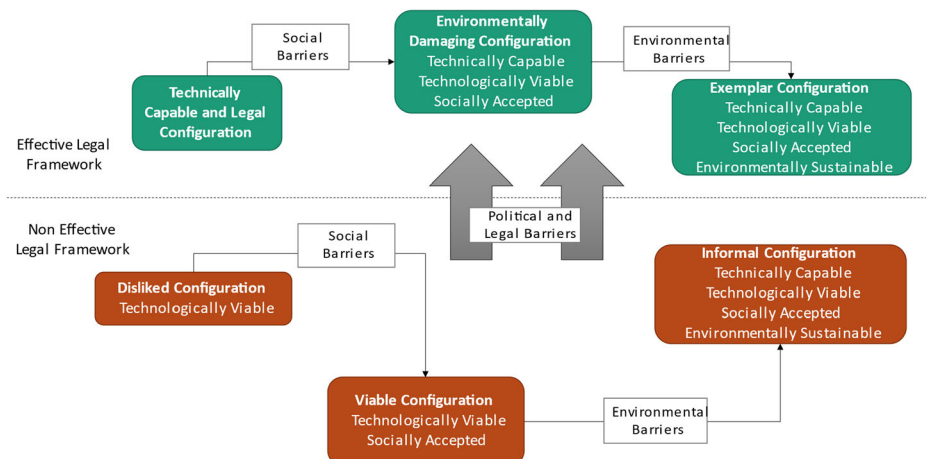 Social
Barriers
Environmentally
Damaging Configuration
Technically Capable
Technologically Viable
Socially Accepted
Environmental
Barriers
Technically
Capable and Legal
Configuration
Exemplar Configuration
Technically Capable
Technologically Viable
Socially Accepted
Environmentally Sustainable
Effective Legal
Framework
Non Effective
Legal Framework
Political and
Legal Barriers
Social
Barriers
Disliked Configuration
Technologically Viable
Informal Configuration
Technically Capable
Technologically Viable
Socially Accepted
Environmentally Sustainable
Viable Configuration
Technologically Viable
Socially Accepted
Environmental
Barriers